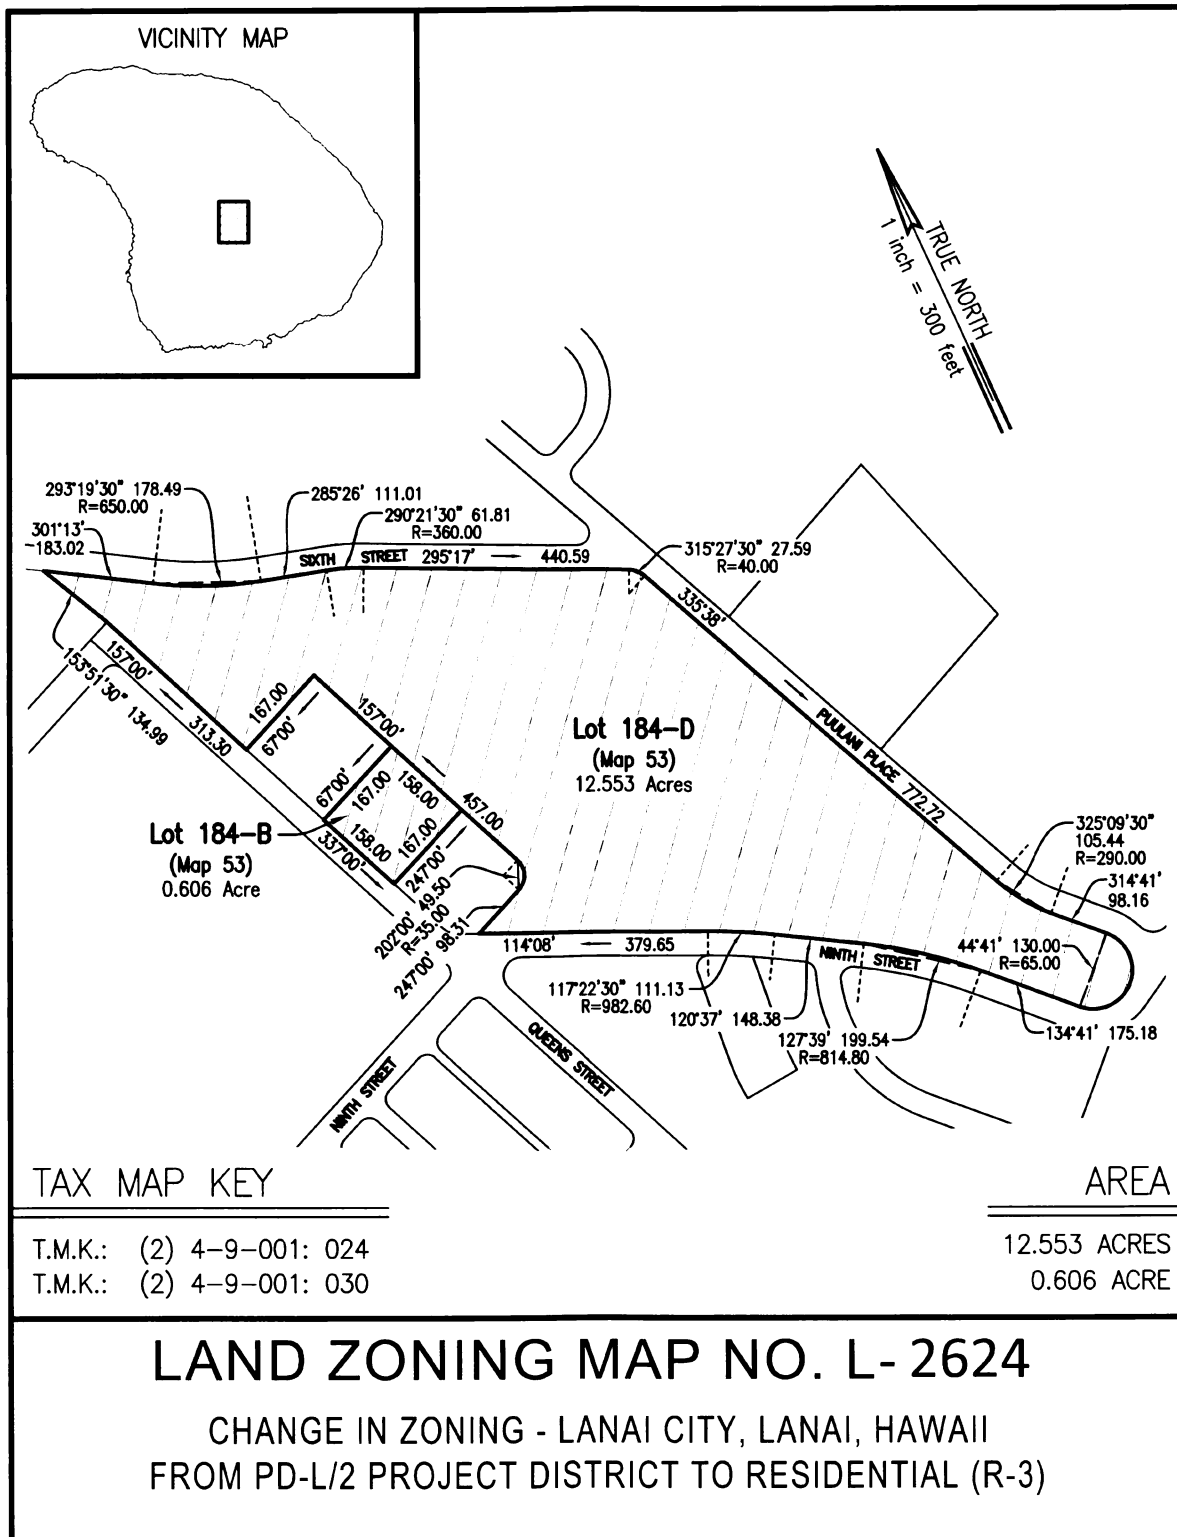 VICINITY MAP
TRUE NORTH
1 inch = 300 feet
293°19'30" 178.49
R=650.00
285°26' 111.01
290°21'30" 61.81
R=360.00
301°13'
183.02
SIXTH STREET 295°17' 440.59
315°27'30" 27.59
R=40.00
335°38'
PUULANI PLACE 772.72
153°51'30" 134.99
157°00'
313.30
167.00
67°00'
157°00'
457.00
67°00'
167.00
158.00
158.00
167.00
337°00'
247°00'
Lot 184-D
(Map 53)
12.553 Acres
Lot 184-B
(Map 53)
0.606 Acre
325°09'30"
105.44
R=290.00
314°41'
98.16
202°00' 49.50
R=35.00
247°00' 98.31
114°08' 379.65
NINTH STREET
44°41' 130.00
R=65.00
117°22'30" 111.13
R=982.60
120°37' 148.38
127°39' 199.54
R=814.80
134°41' 175.18
QUEENS STREET
NINTH STREET
TAX MAP KEY
AREA
T.M.K.: (2) 4-9-001: 024
12.553 ACRES
T.M.K.: (2) 4-9-001: 030
0.606 ACRE
LAND ZONING MAP NO. L-2624
CHANGE IN ZONING - LANAI CITY, LANAI, HAWAII
FROM PD-L/2 PROJECT DISTRICT TO RESIDENTIAL (R-3)